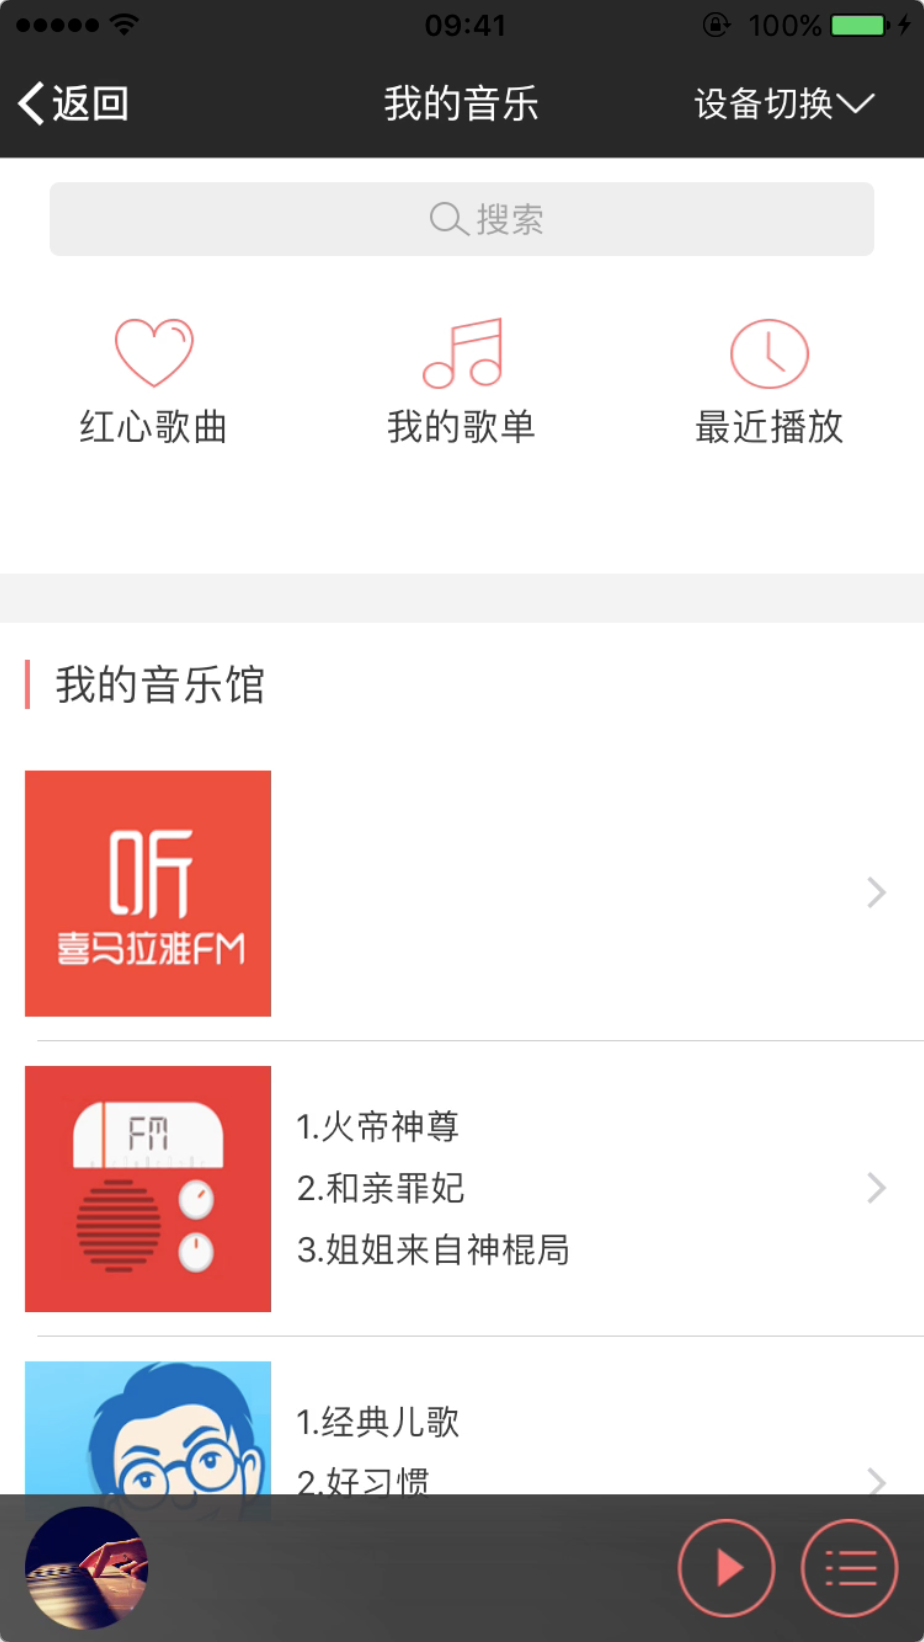 09:41
100%
返回
我的音乐
设备切换
搜索
红心歌曲
我的歌单
最近播放
我的音乐馆
听
喜马拉雅FM
FM
1.火帝神尊
2.和亲罪妃
3.姐姐来自神棍局
1.经典儿歌
2.好习惯